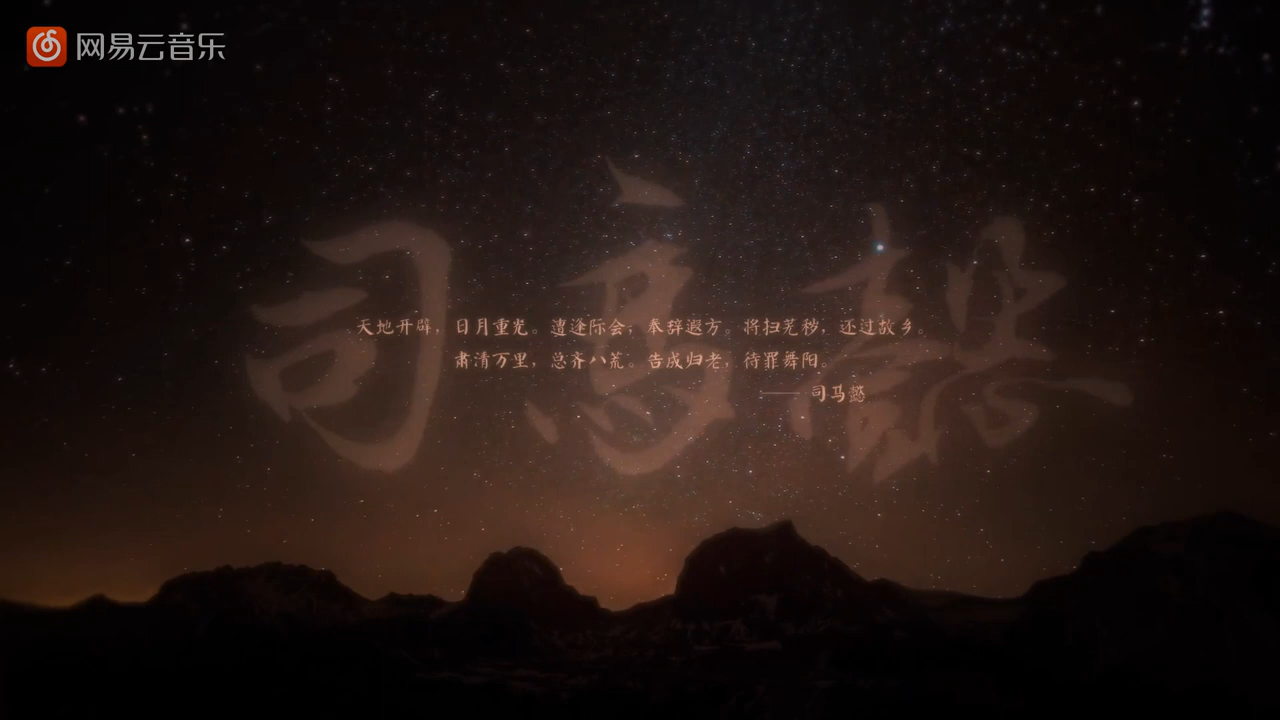 网易云音乐
司馬懿
天地开辟，日月重光。遭逢际会，奉辞遐方。将扫芜秽，还过故乡。
肃清万里，总齐八荒。告成归老，待罪舞阳。
—— 司马懿